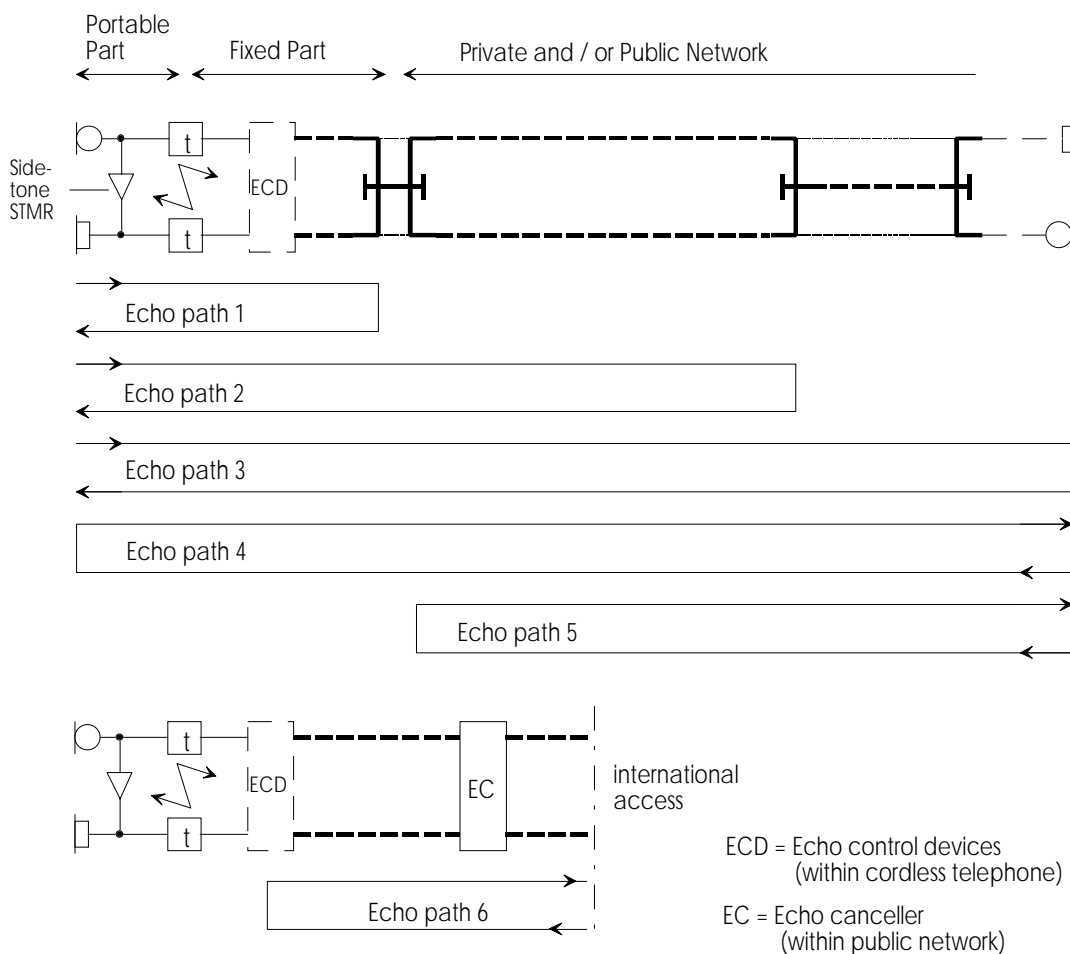 Portable
Part
Fixed Part
Private and / or Public Network
t
ECD
Side-
tone
STMR
t
Echo path 1
Echo path 2
Echo path 3
Echo path 4
Echo path 5
t
ECD
EC
international
access
t
ECD = Echo control devices
(within cordless telephone)
Echo path 6
EC = Echo canceller
(within public network)